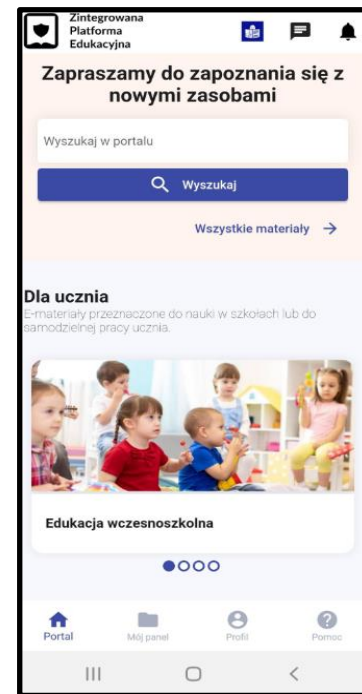 Zintegrowana
Platforma
Edukacyjna
Zapraszamy do zapoznania się z
nowymi zasobami
Wyszukaj w portalu
Wyszukaj
Wszystkie materiały
Dla ucznia
E-materiały przeznaczone do nauki w szkołach lub do
samodzielnej pracy ucznia.
Edukacja wczesnoszkolna
Portal
Mój panel
Profil
Pomoc